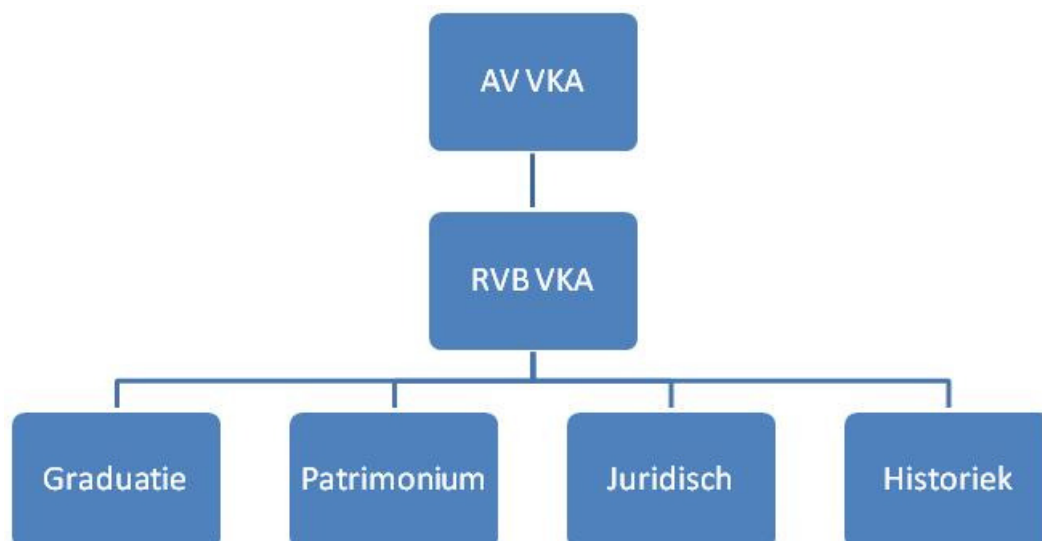 AV VKA
RVB VKA
Graduatie
Patrimonium
Juridisch
Historiek